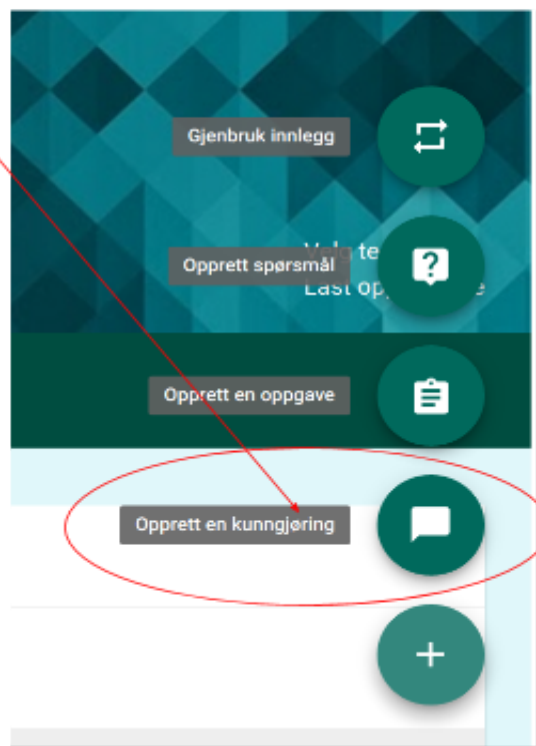 Gjenbruk innlegg
Opprett spørsmål
Opprett en oppgave
Opprett en kunngjøring